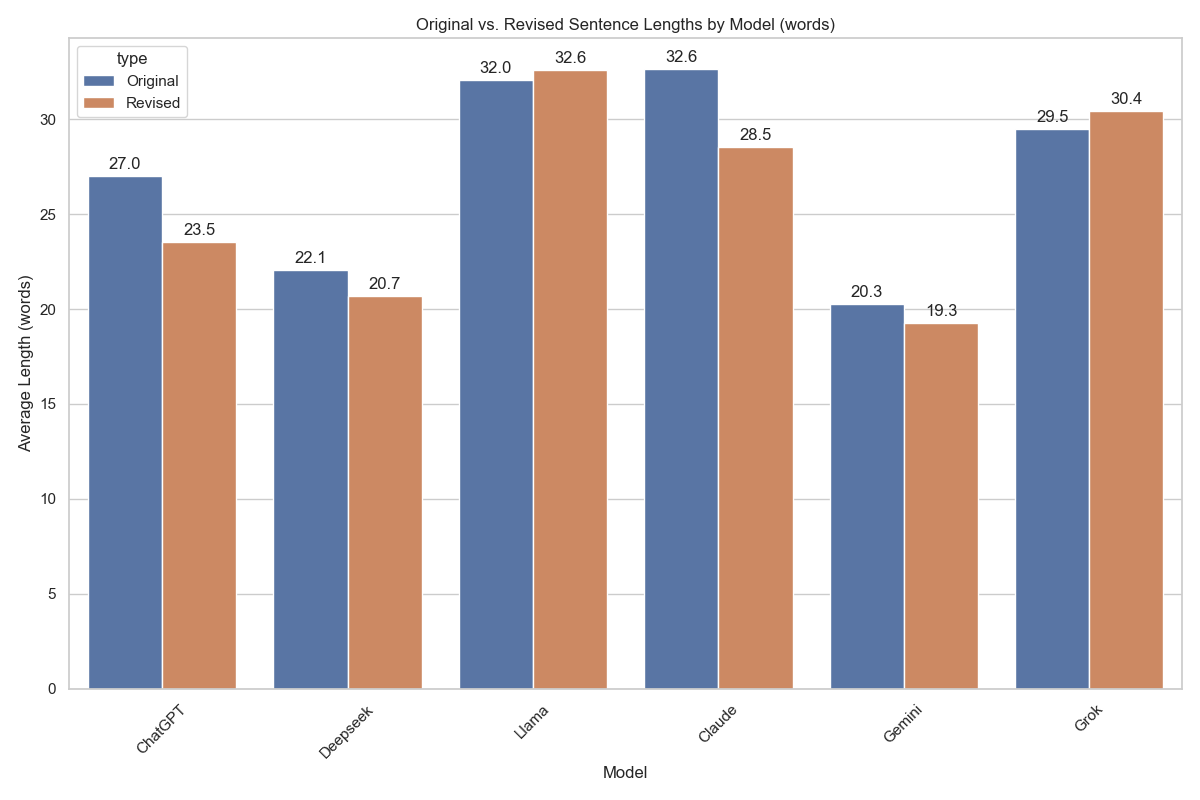 Original vs. Revised Sentence Lengths by Model (words)
type
Original
Revised
Average Length (words)
30
25
20
15
10
5
0
27.0
23.5
22.1
20.7
32.0
32.6
32.6
28.5
20.3
19.3
29.5
30.4
ChatGPT
Deepseek
Llama
Claude
Gemini
Grok
Model